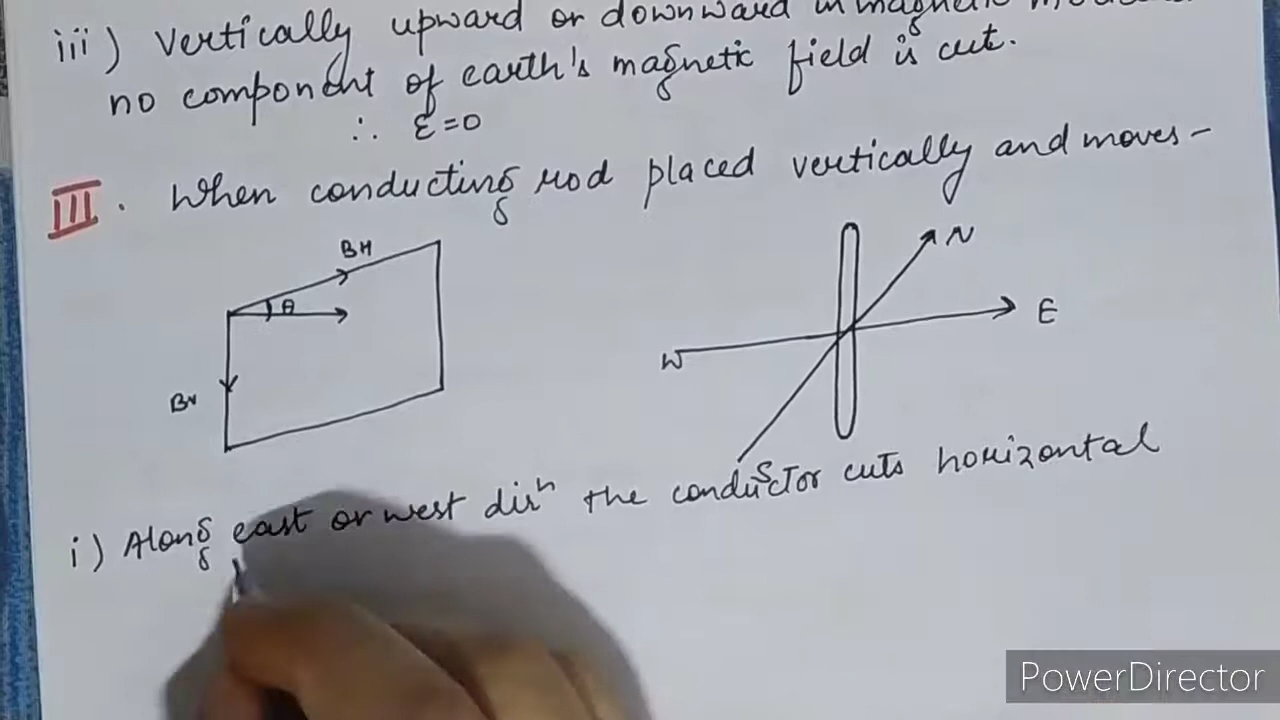 iii) Vertically upward or downward in magnetic
no component of earth's magnetic field is cut.
∴ ε=0
III. When conducting rod placed vertically and moves-
BH
θ
Bv
N
E
W
S
i) Along east or west dirⁿ the conductor cuts horizontal
PowerDirector